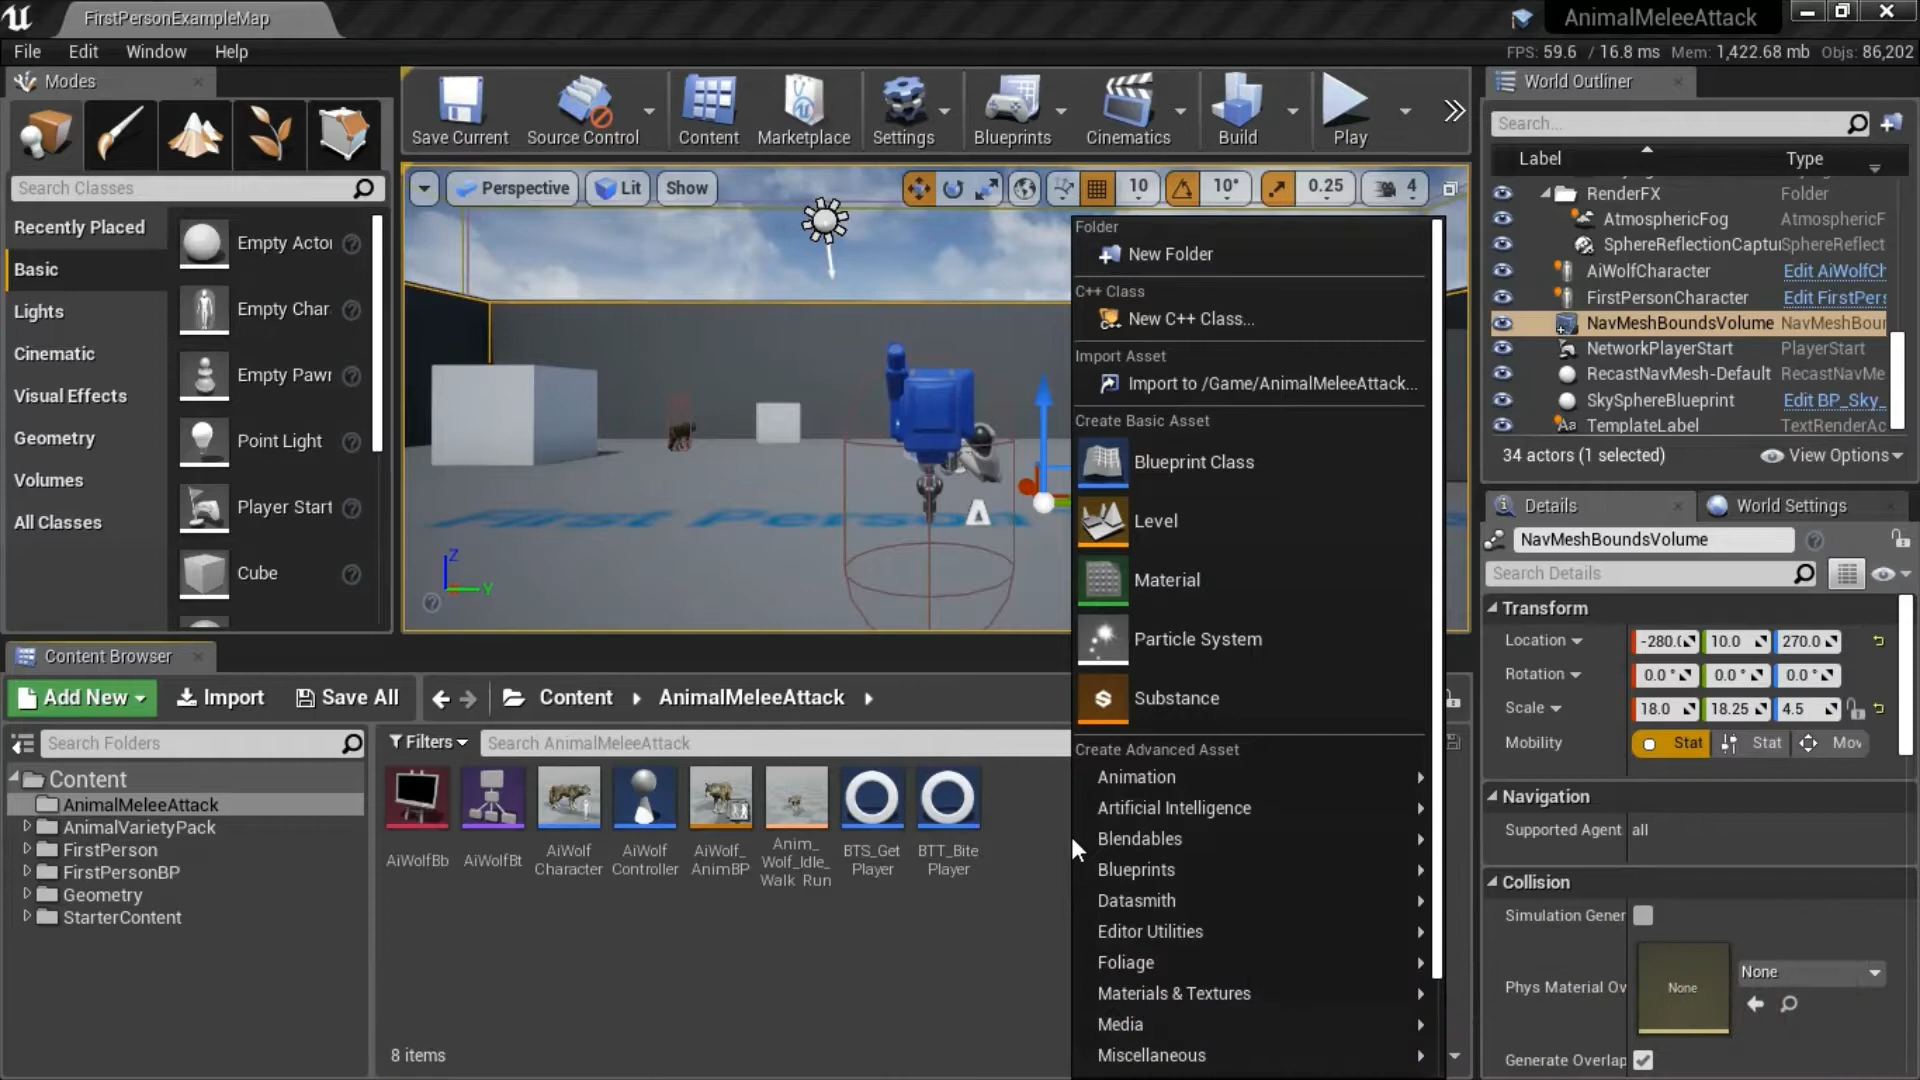 FirstPersonExampleMap
AnimalMeleeAttack
File Edit Window Help
FPS: 59.6 / 16.8 ms Mem: 1,422.68 mb Objs: 86,202
Modes
Search Classes
Recently Placed
Basic
Lights
Cinematic
Visual Effects
Geometry
Volumes
All Classes
Empty Actor
Empty Char
Empty Pawn
Point Light
Player Start
Cube
Save Current
Source Control
Content
Marketplace
Settings
Blueprints
Cinematics
Build
Play
Perspective
Lit
Show
10
10°
0.25
4
First Person
Z
Y
Folder
New Folder
C++ Class
New C++ Class...
Import Asset
Import to /Game/AnimalMeleeAttack...
Create Basic Asset
Blueprint Class
Level
Material
Particle System
Substance
Create Advanced Asset
Animation
Artificial Intelligence
Blendables
Blueprints
Datasmith
Editor Utilities
Foliage
Materials & Textures
Media
Miscellaneous
World Outliner
Search...
Label Type
RenderFX Folder
AtmosphericFog AtmosphericF
SphereReflectionCaptu SphereReflect
AiWolfCharacter Edit AiWolfCh
FirstPersonCharacter Edit FirstPers
NavMeshBoundsVolume NavMeshBour
NetworkPlayerStart PlayerStart
RecastNavMesh-Default RecastNavMe
SkySphereBlueprint Edit BP_Sky_
TemplateLabel TextRenderAc
34 actors (1 selected)
View Options
Details
World Settings
NavMeshBoundsVolume
Search Details
Transform
Location -280.( 10.0 270.0
Rotation 0.0 ° 0.0 ° 0.0 °
Scale 18.0 18.25 4.5
Mobility Stat Stat Mov
Navigation
Supported Agent all
Collision
Simulation Gener
Phys Material Ov
None
None
Generate Overlap
Content Browser
Add New
Import
Save All
Content
AnimalMeleeAttack
Search Folders
Filters
Search AnimalMeleeAttack
Content
AnimalMeleeAttack
AnimalVarietyPack
FirstPerson
FirstPersonBP
Geometry
StarterContent
AiWolfBb
AiWolfBt
AiWolf
Character
AiWolf
Controller
AiWolf_
AnimBP
Anim_
Wolf_Idle_
Walk_Run
BTS_Get
Player
BTT_Bite
Player
8 items